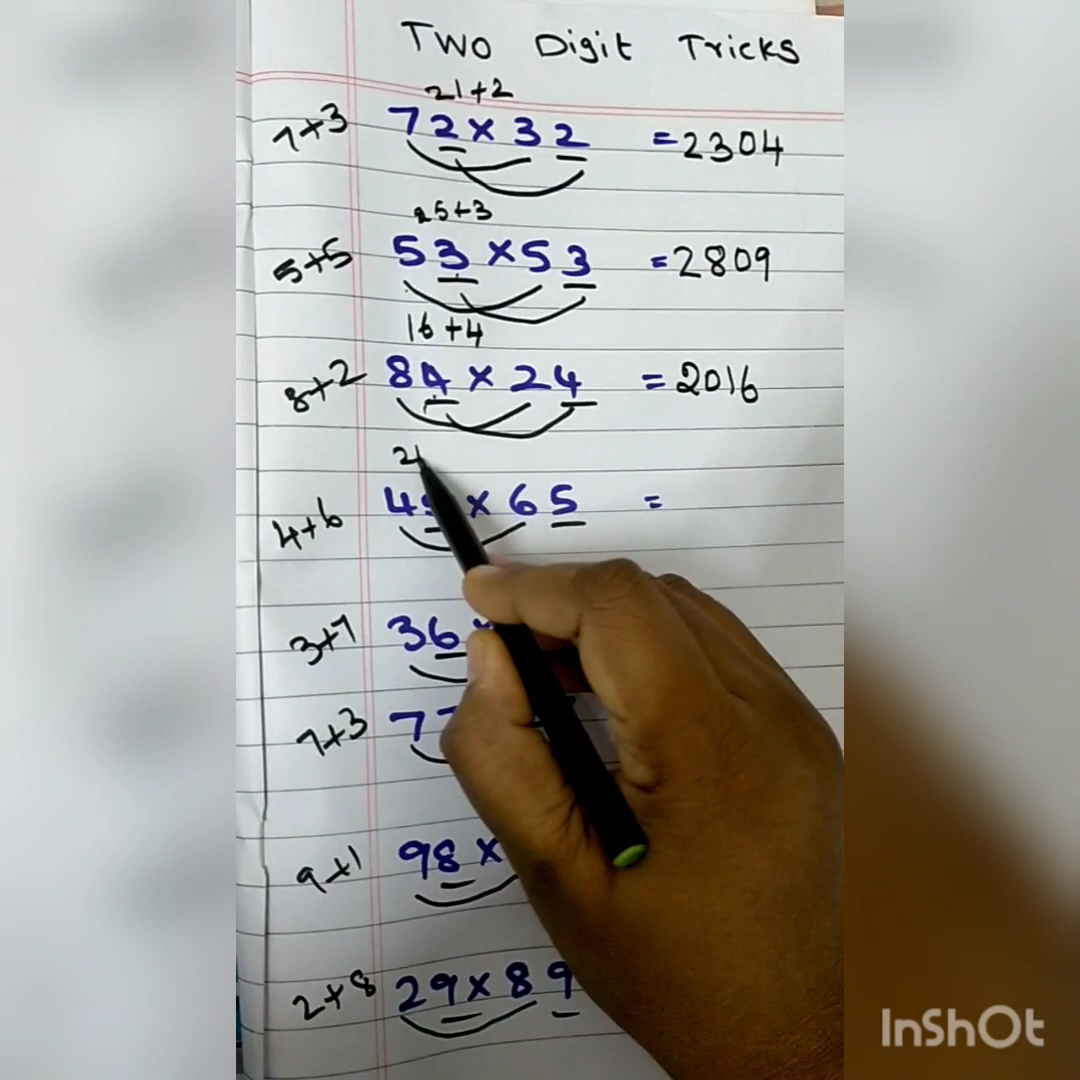 Two Digit Tricks
21+2
7+3 72 × 32 = 2304
25+3
5+5 53 × 53 = 2809
16+4
8+2 84 × 24 = 2016
4+6 45 × 65 =
3+7 36
7+3 77
9+1 98 ×
2+8 29 × 89
InShOt